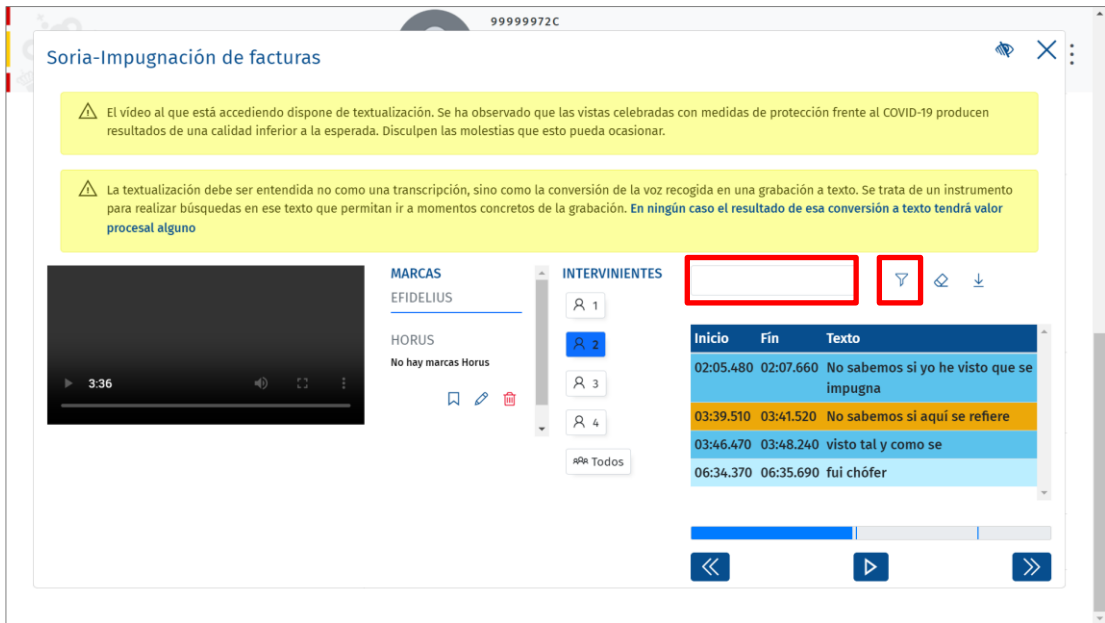 99999972C
Soria-Impugnación de facturas
El vídeo al que está accediendo dispone de textualización. Se ha observado que las vistas celebradas con medidas de protección frente al COVID-19 producen
resultados de una calidad inferior a la esperada. Disculpen las molestias que esto pueda ocasionar.
La textualización debe ser entendida no como una transcripción, sino como la conversión de la voz recogida en una grabación a texto. Se trata de un instrumento
para realizar búsquedas en ese texto que permitan ir a momentos concretos de la grabación. En ningún caso el resultado de esa conversión a texto tendrá valor
procesal alguno
3:36
MARCAS
EFIDELIUS
HORUS
No hay marcas Horus
INTERVINIENTES
1
2
3
4
Todos
Inicio Fín Texto
02:05.480 02:07.660 No sabemos si yo he visto que se
impugna
03:39.510 03:41.520 No sabemos si aquí se refiere
03:46.470 03:48.240 visto tal y como se
06:34.370 06:35.690 fui chófer